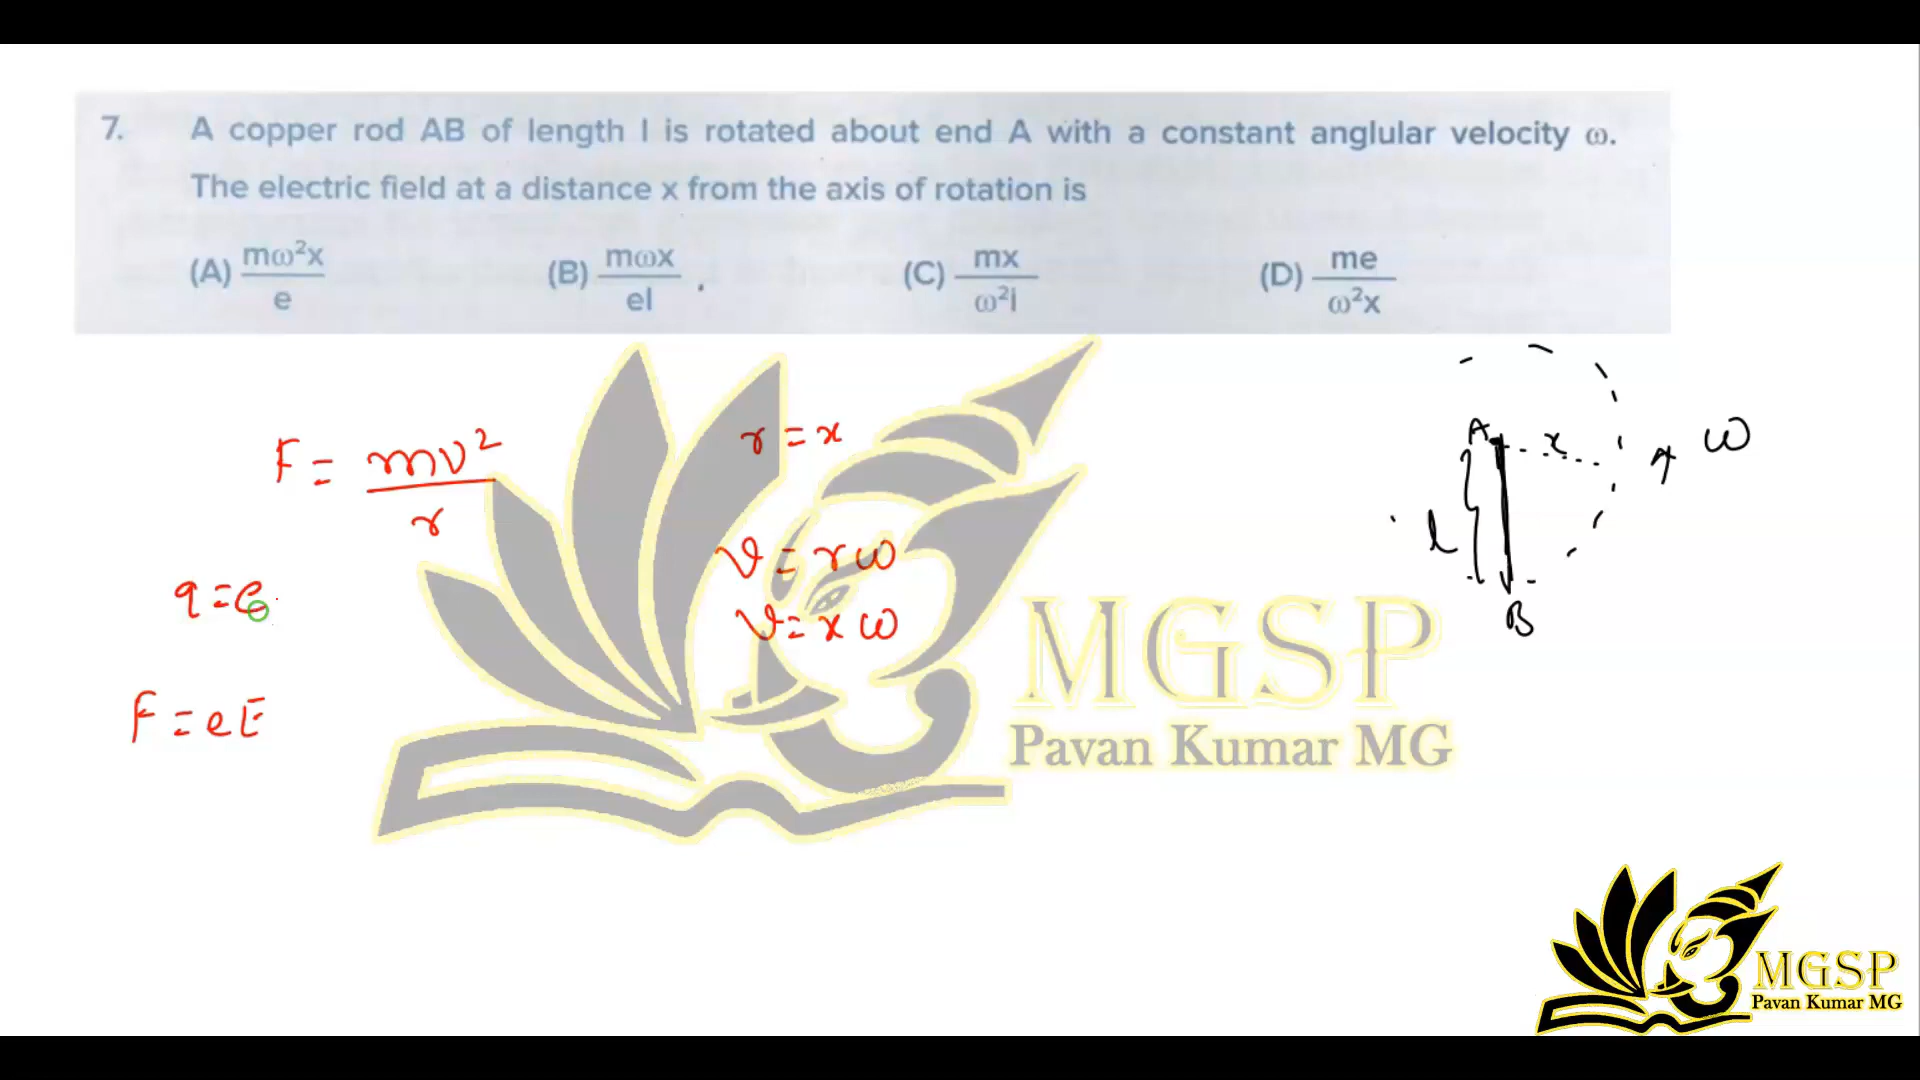 7. A copper rod AB of length l is rotated about end A with a constant anglular velocity ω.
The electric field at a distance x from the axis of rotation is
(A) mω²x/e (B) mωx/el . (C) mx/ω²l (D) me/ω²x
F = mv²/r
r = x
A x ω
l
v = rω
q = e
v = xω
B
F = eE
MGSP
Pavan Kumar MG
MGSP
Pavan Kumar MG